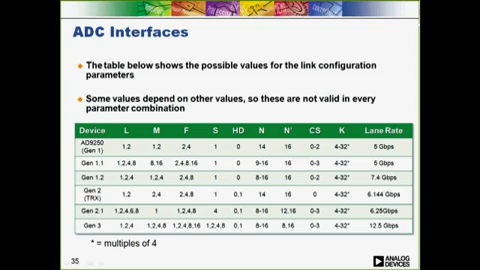 ADC Interfaces
The table below shows the possible values for the link configuration
parameters
Some values depend on other values, so these are not valid in every
parameter combination
Device L M F S HD N N' CS K Lane Rate
AD9250
(Gen 1) 1,2 1,2 2,4 1 0 14 16 0-2 4-32* 5 Gbps
Gen 1.1 1,2,4,8 8,16 2,4,8,16 1 0 9-16 16 0-3 4-32* 5 Gbps
Gen 1.2 1,2,4 1,2,4 2,4,8 1 0 8-16 16 0-2 4-32* 7.4 Gbps
Gen 2
(TRX) 1,2 2,4 2,4,8 1 0,1 14 16 0 4-32* 6.144 Gbps
Gen 2.1 1,2,4,6,8 1 1,2,4,8 4 0,1 8-16 12,16 0-3 4-32* 6.25Gbps
Gen 3 1,2,4 1,2,4,8 1,2,4,8,16 1,2,4,8 0,1 8-16 8,16 0-3 4-32* 12.5 Gbps
* = multiples of 4
35
ANALOG
DEVICES